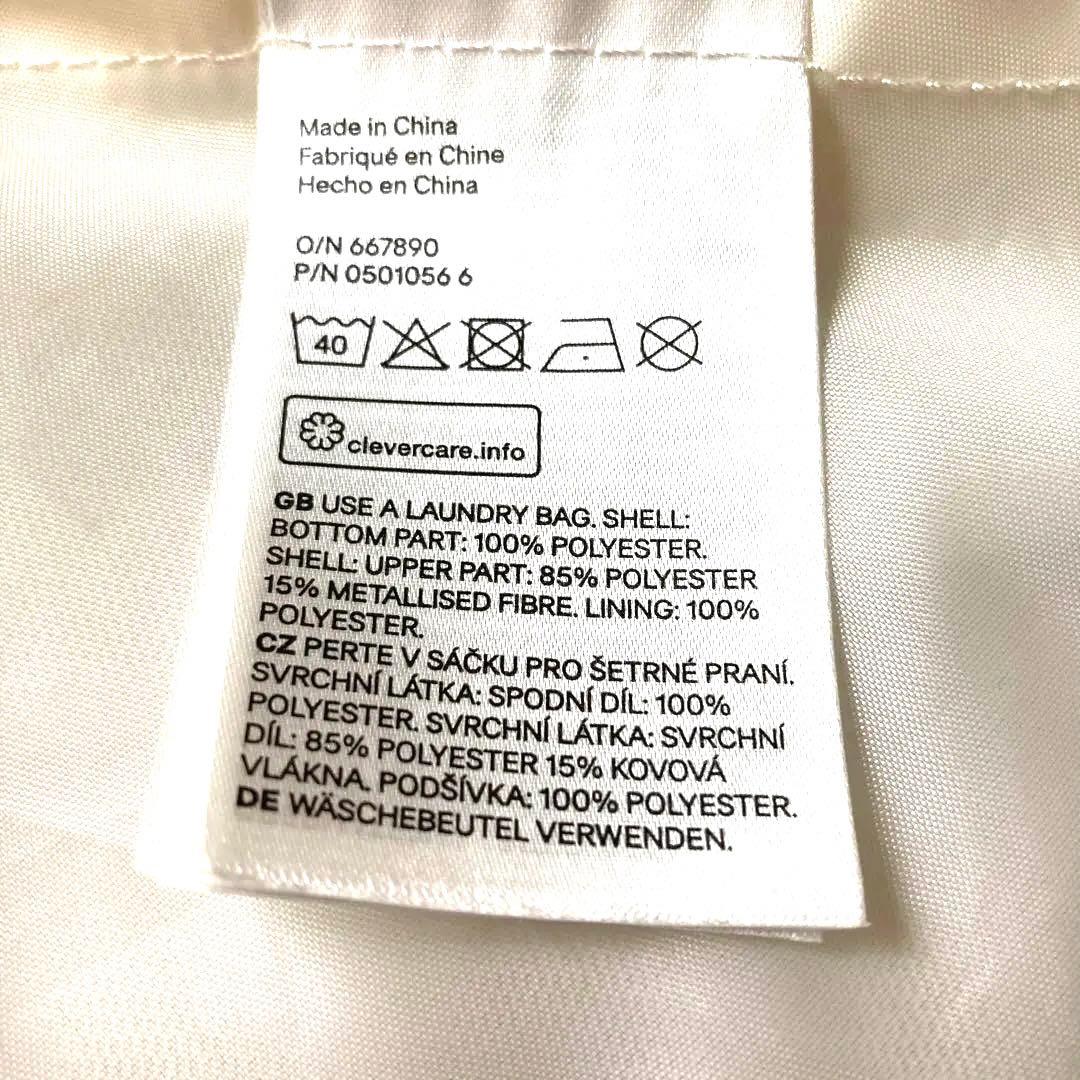 Made in China
Fabriqué en Chine
Hecho en China
O/N 667890
P/N 0501056 6
40
clevercare.info
GB USE A LAUNDRY BAG. SHELL:
BOTTOM PART: 100% POLYESTER.
SHELL: UPPER PART: 85% POLYESTER
15% METALLISED FIBRE. LINING: 100%
POLYESTER.
CZ PERTE V SÁČKU PRO ŠETRNÉ PRANÍ.
SVRCHNÍ LÁTKA: SPODNÍ DÍL: 100%
POLYESTER. SVRCHNÍ LÁTKA: SVRCHNÍ
DÍL: 85% POLYESTER 15% KOVOVÁ
VLÁKNA. PODŠÍVKA: 100% POLYESTER.
DE WÄSCHEBEUTEL VERWENDEN.